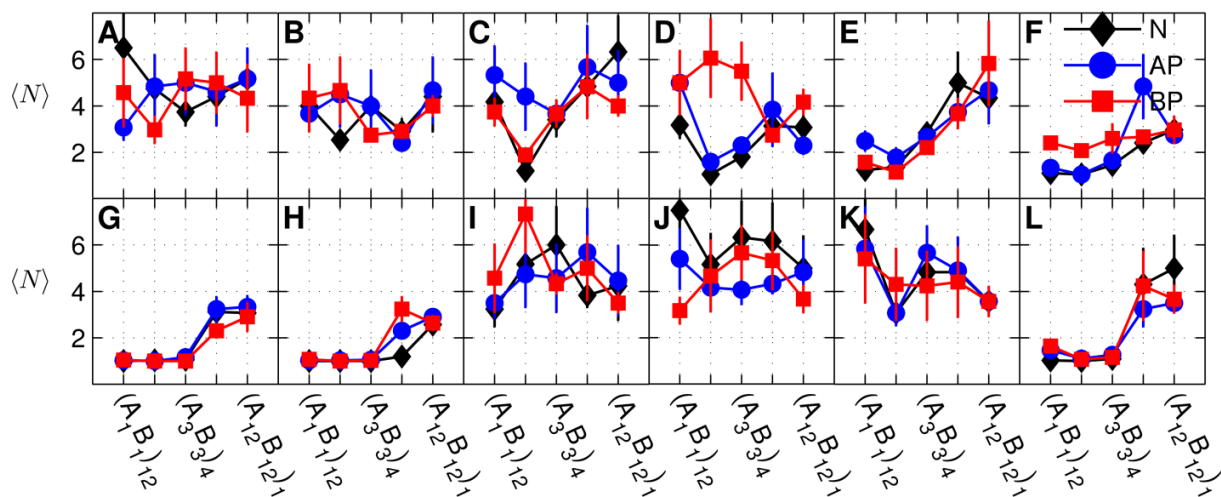 A B C D E F
N
AP
BP
⟨N⟩
6
4
2
G H I J K L
⟨N⟩
6
4
2
(A₁B₁)₁₂ (A₃B₃)₄ (A₁₂B₁₂)₁ (A₁B₁)₁₂ (A₃B₃)₄ (A₁₂B₁₂)₁ (A₁B₁)₁₂ (A₃B₃)₄ (A₁₂B₁₂)₁ (A₁B₁)₁₂ (A₃B₃)₄ (A₁₂B₁₂)₁ (A₁B₁)₁₂ (A₃B₃)₄ (A₁₂B₁₂)₁ (A₁B₁)₁₂ (A₃B₃)₄ (A₁₂B₁₂)₁